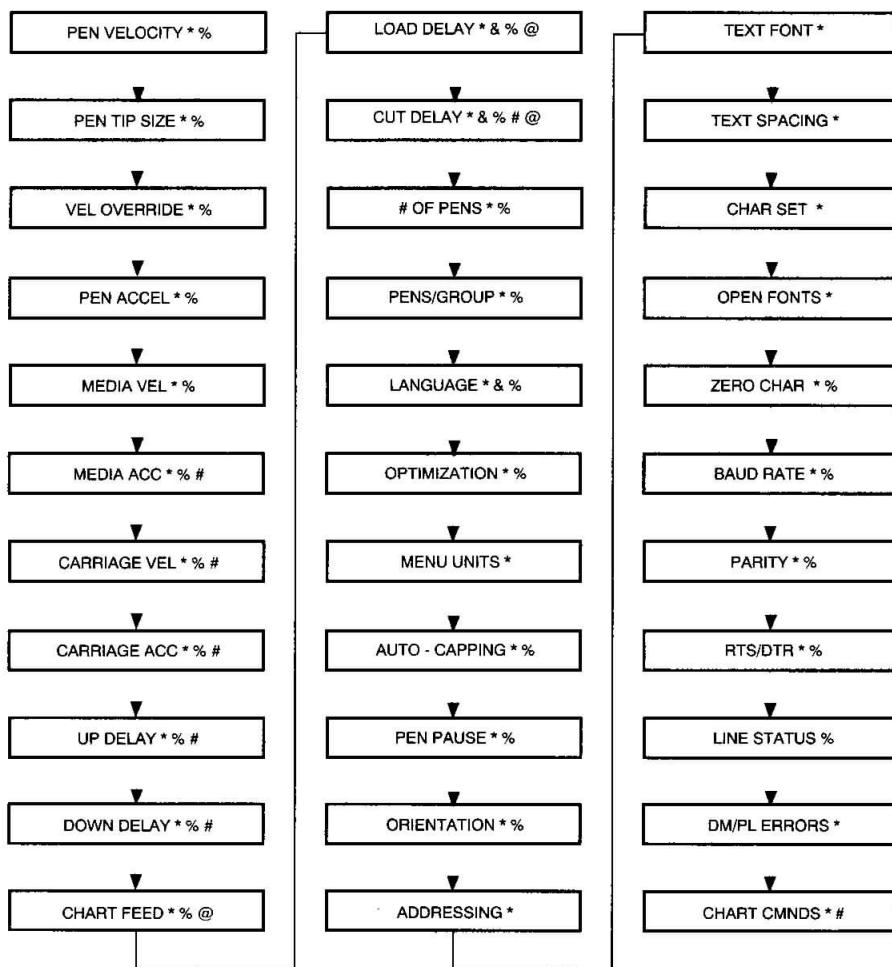 PEN VELOCITY * %
PEN TIP SIZE * %
VEL OVERRIDE * %
PEN ACCEL * %
MEDIA VEL * %
MEDIA ACC * % #
CARRIAGE VEL * % #
CARRIAGE ACC * % #
UP DELAY * % #
DOWN DELAY * % #
CHART FEED * % @
LOAD DELAY * & % @
CUT DELAY * & % # @
# OF PENS * %
PENS/GROUP * %
LANGUAGE * & %
OPTIMIZATION * %
MENU UNITS *
AUTO - CAPPING * %
PEN PAUSE * %
ORIENTATION * %
ADDRESSING *
TEXT FONT *
TEXT SPACING *
CHAR SET *
OPEN FONTS *
ZERO CHAR * %
BAUD RATE * %
PARITY * %
RTS/DTR * %
LINE STATUS %
DM/PL ERRORS *
CHART CMNDS * #